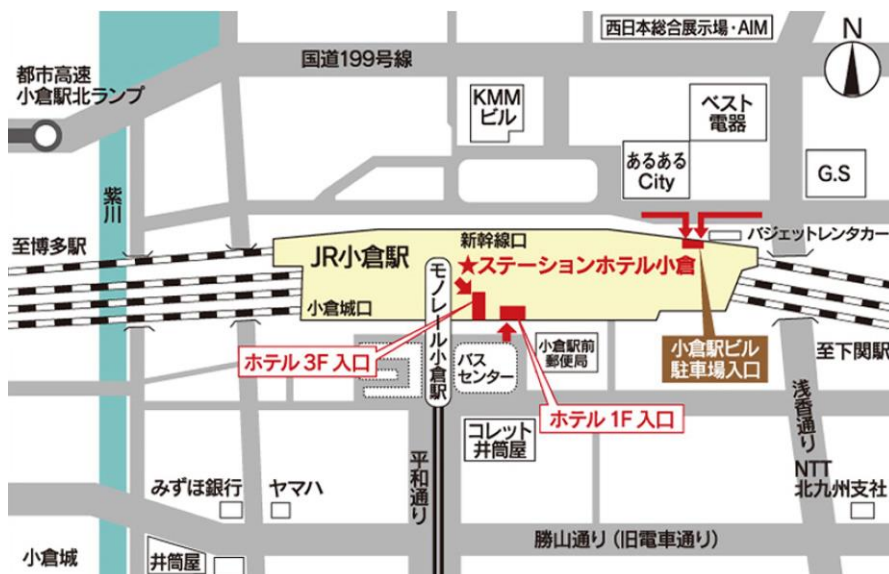 西日本総合展示場・AIM
N
国道199号線
都市高速
小倉駅北ランプ
KMM
ビル
ベスト
電器
あるある
City
G.S
紫川
至博多駅
新幹線口
バジェットレンタカー
JR小倉駅
★ステーションホテル小倉
モノレール小倉駅
小倉城口
ホテル 3F 入口
バス
センター
小倉駅前
郵便局
小倉駅ビル
駐車場入口
至下関駅
ホテル 1F 入口
浅香通り
コレット
井筒屋
平和通り
みずほ銀行
ヤマハ
NTT
北九州支社
勝山通り(旧電車通り)
小倉城
井筒屋